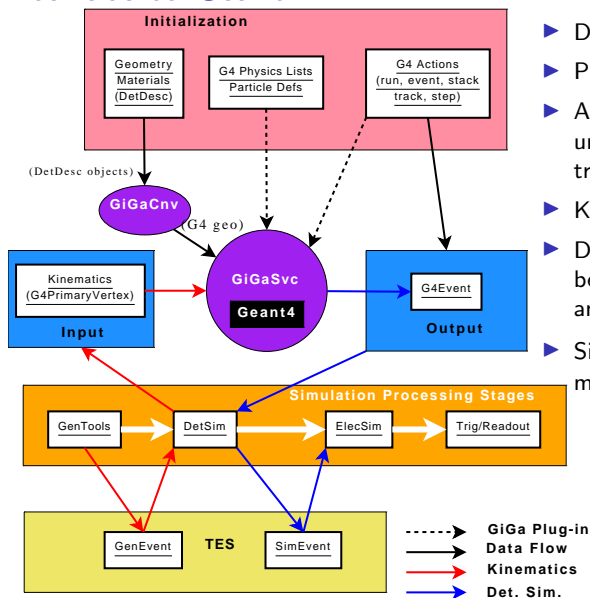 Initialization
Geometry
Materials
(DetDesc)
G4 Physics Lists
Particle Defs
G4 Actions
(run, event, stack
track, step)
(DetDesc objects)
GiGaCnv
(G4 geo)
GiGaSvc
Geant4
Kinematics
(G4PrimaryVertex)
Input
G4Event
Output
Simulation Processing Stages
GenTools
DetSim
ElecSim
Trig/Readout
GenEvent
TES
SimEvent
GiGa Plug-in
Data Flow
Kinematics
Det. Sim.
D
P
A
K
D
Si